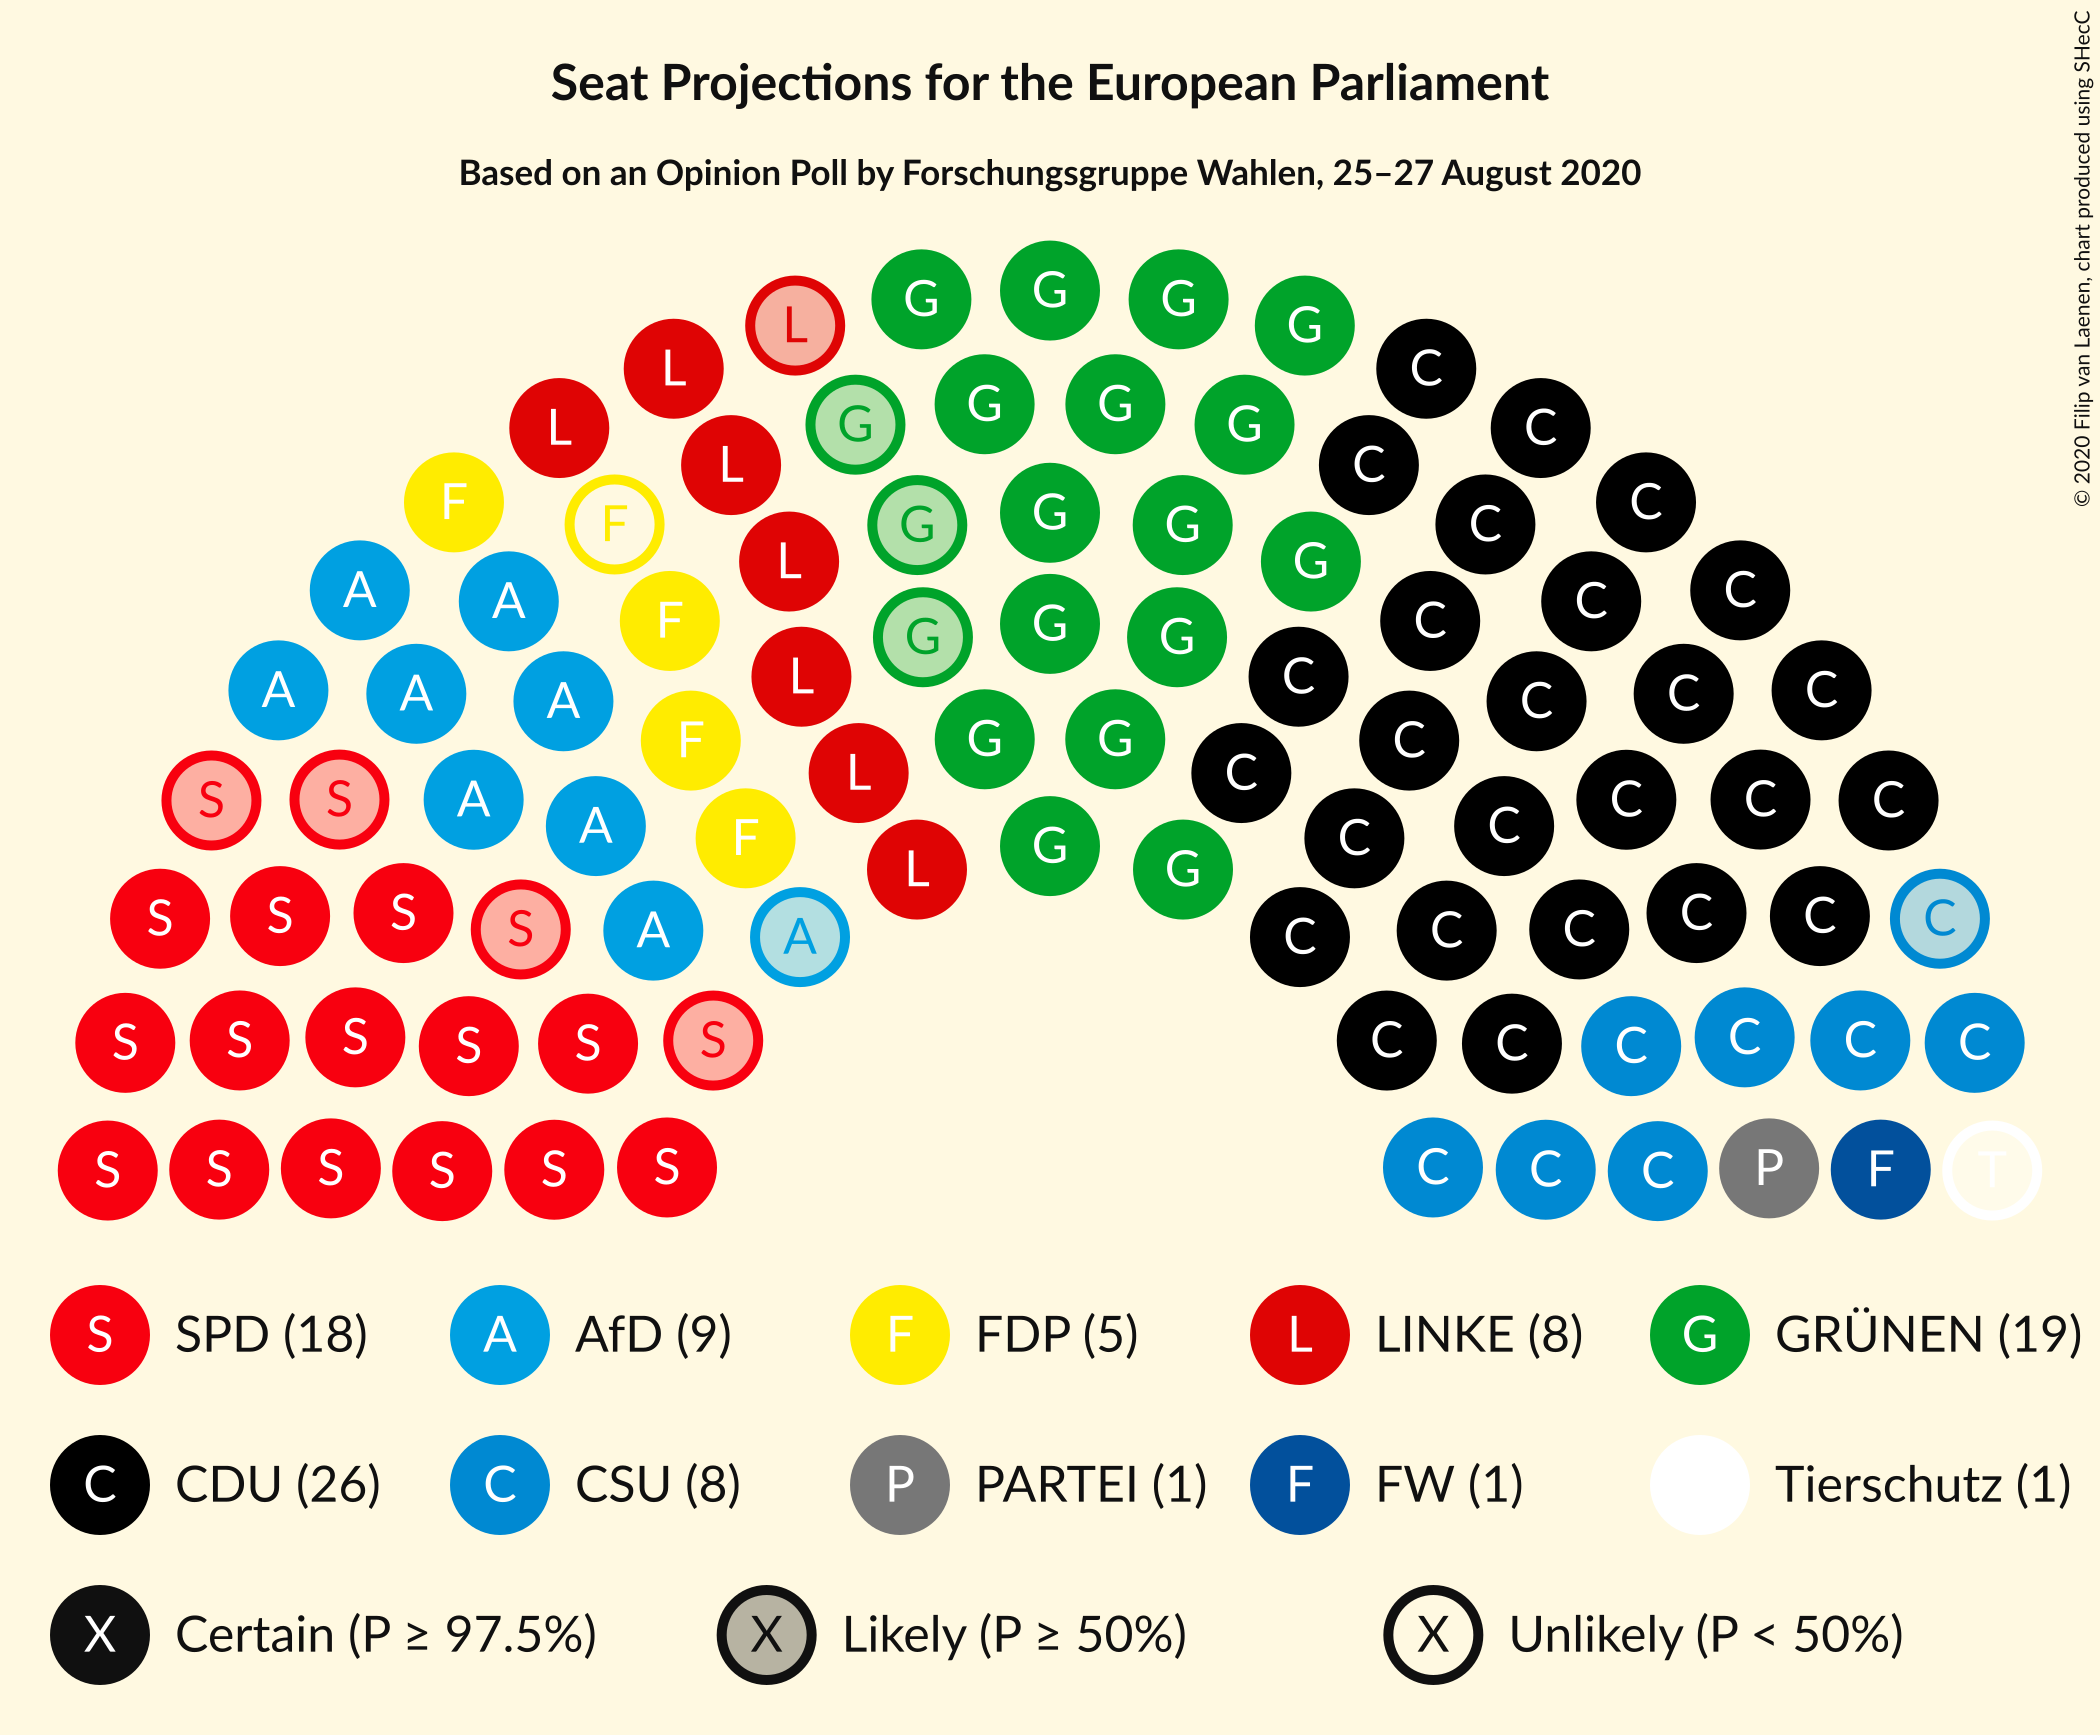 Seat Projections for the European Parliament
Based on an Opinion Poll by Forschungsgruppe Wahlen, 25–27 August 2020
© 2020 Filip van Laenen, chart produced using SHecC
G G G G
L G
L C
G G G G
L C
L C C
F F G G G G C C
L G C
A A F C C C
L G G G C
A A A F L G G C C C C
S S A A F L G G C C C C C C
S S S S A A C C C C C C
S S S S S S C C C C C C
S S S S S S C C C P F T
S SPD (18) A AfD (9) F FDP (5) L LINKE (8) G GRÜNEN (19)
C CDU (26) C CSU (8) P PARTEI (1) F FW (1) Tierschutz (1)
X Certain (P ≥ 97.5%) X Likely (P ≥ 50%) X Unlikely (P < 50%)